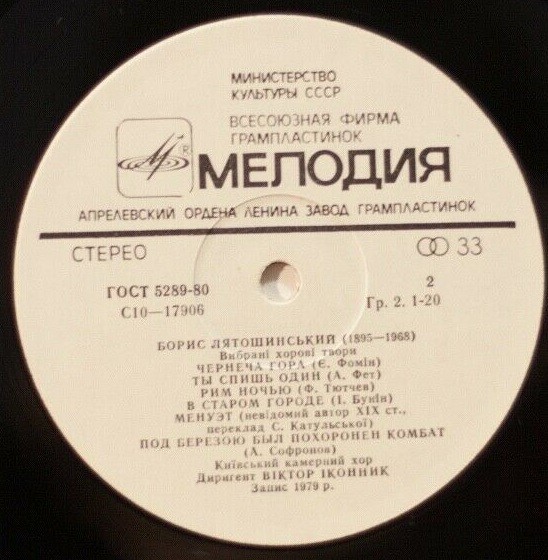 МИНИСТЕРСТВО
КУЛЬТУРЫ СССР
ВСЕСОЮЗНАЯ ФИРМА
ГРАМПЛАСТИНОК
R
МЕЛОДИЯ
АПРЕЛЕВСКИЙ ОРДЕНА ЛЕНИНА ЗАВОД ГРАМПЛАСТИНОК
СТЕРЕО 33
ГОСТ 5289-80 2
С10—17906 Гр. 2. 1-20
БОРИС ЛЯТОШИНСЬКИЙ (1895—1968)
Вибрані хорові твори
ЧЕРНЕЧА ГОРА (Є. Фомін)
ТЫ СПИШЬ ОДИН (А. Фет)
РИМ НОЧЬЮ (Ф. Тютчев)
В СТАРОМ ГОРОДЕ (І. Бунін)
МЕНУЭТ (невідомий автор XIX ст.,
переклад С. Катульської)
ПОД БЕРЕЗОЮ БЫЛ ПОХОРОНЕН КОМБАТ
(А. Софронов)
Київський камерний хор
Диригент ВІКТОР ІКОННИК
Запис 1979 р.